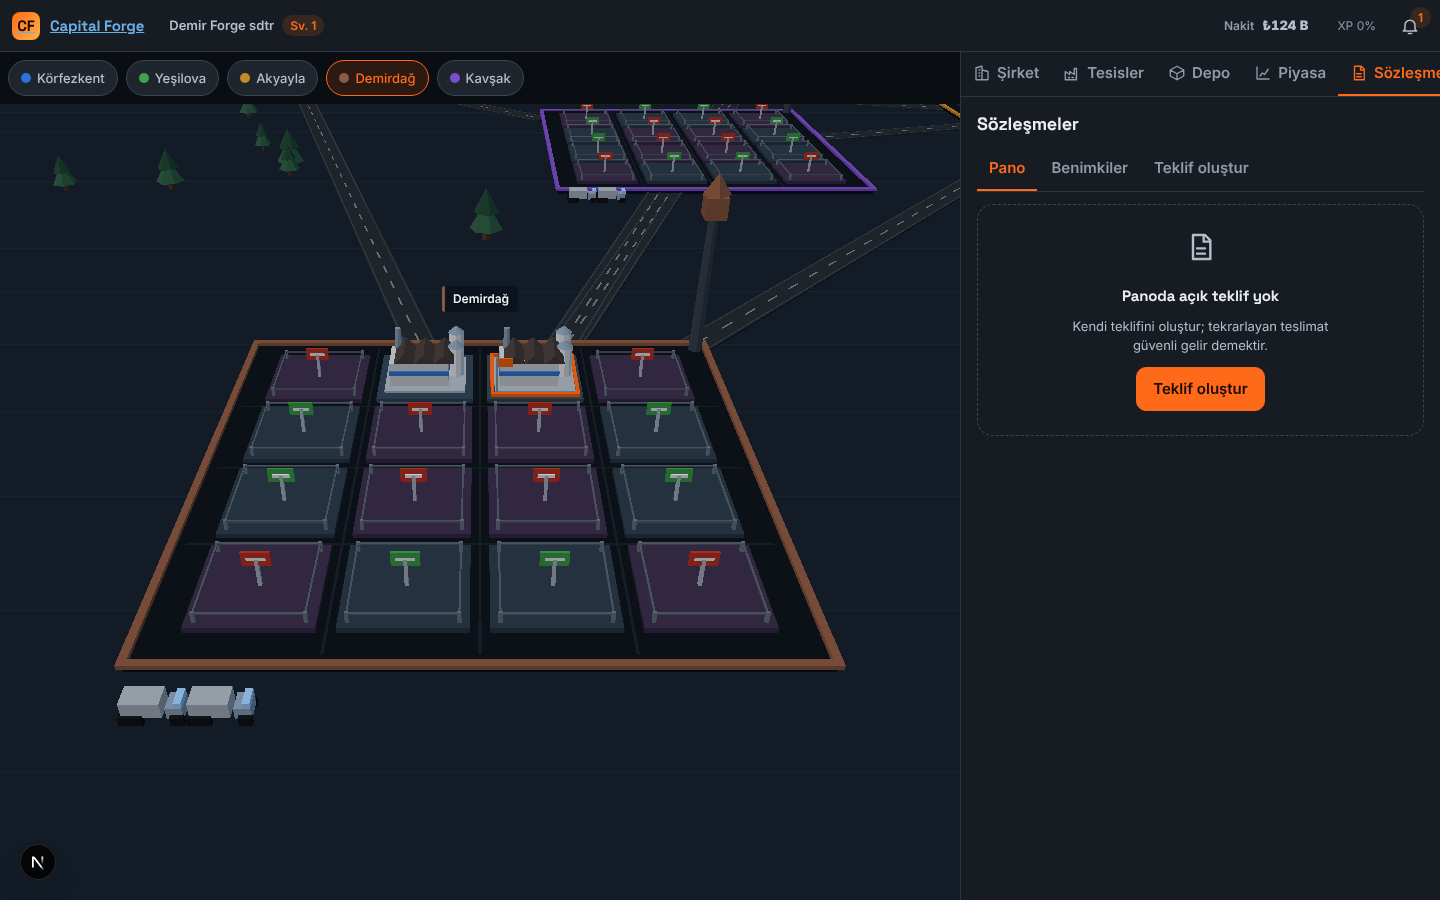 CF Capital Forge Demir Forge sdtr Sv. 1 Nakit ₺124 B XP 0% 1
Körfezkent Yeşilova Akyayla Demirdağ Kavşak
Şirket Tesisler Depo Piyasa Sözleşme
Sözleşmeler
Pano Benimkiler Teklif oluştur
Panoda açık teklif yok
Kendi teklifini oluştur; tekrarlayan teslimat
güvenli gelir demektir.
Teklif oluştur
Demirdağ
N